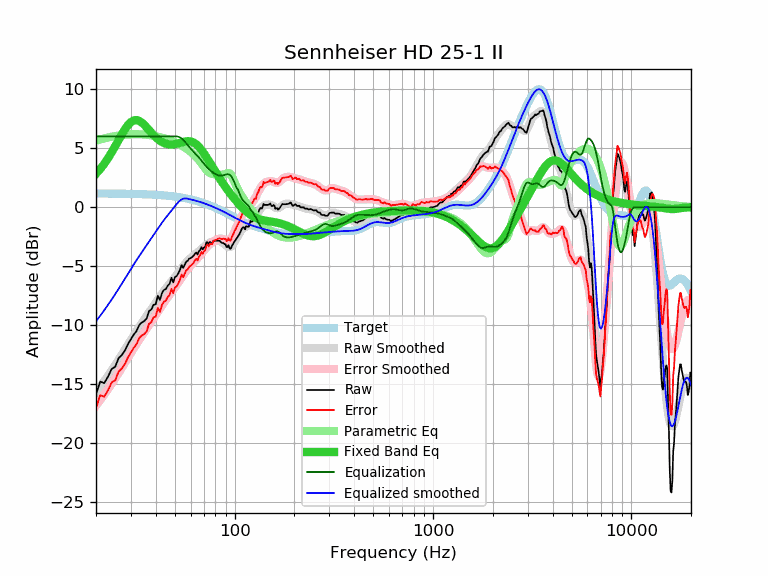 Sennheiser HD 25-1 II
Amplitude (dBr)
10
5
0
−5
−10
−15
−20
−25
Target
Raw Smoothed
Error Smoothed
Raw
Error
Parametric Eq
Fixed Band Eq
Equalization
Equalized smoothed
100
1000
10000
Frequency (Hz)